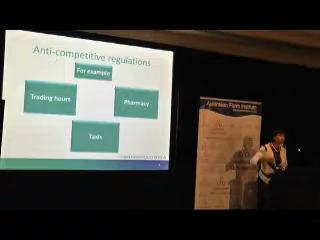 Anti-competitive regulations
For example
Trading hours
Pharmacy
Taxis
Australian Farm Institute